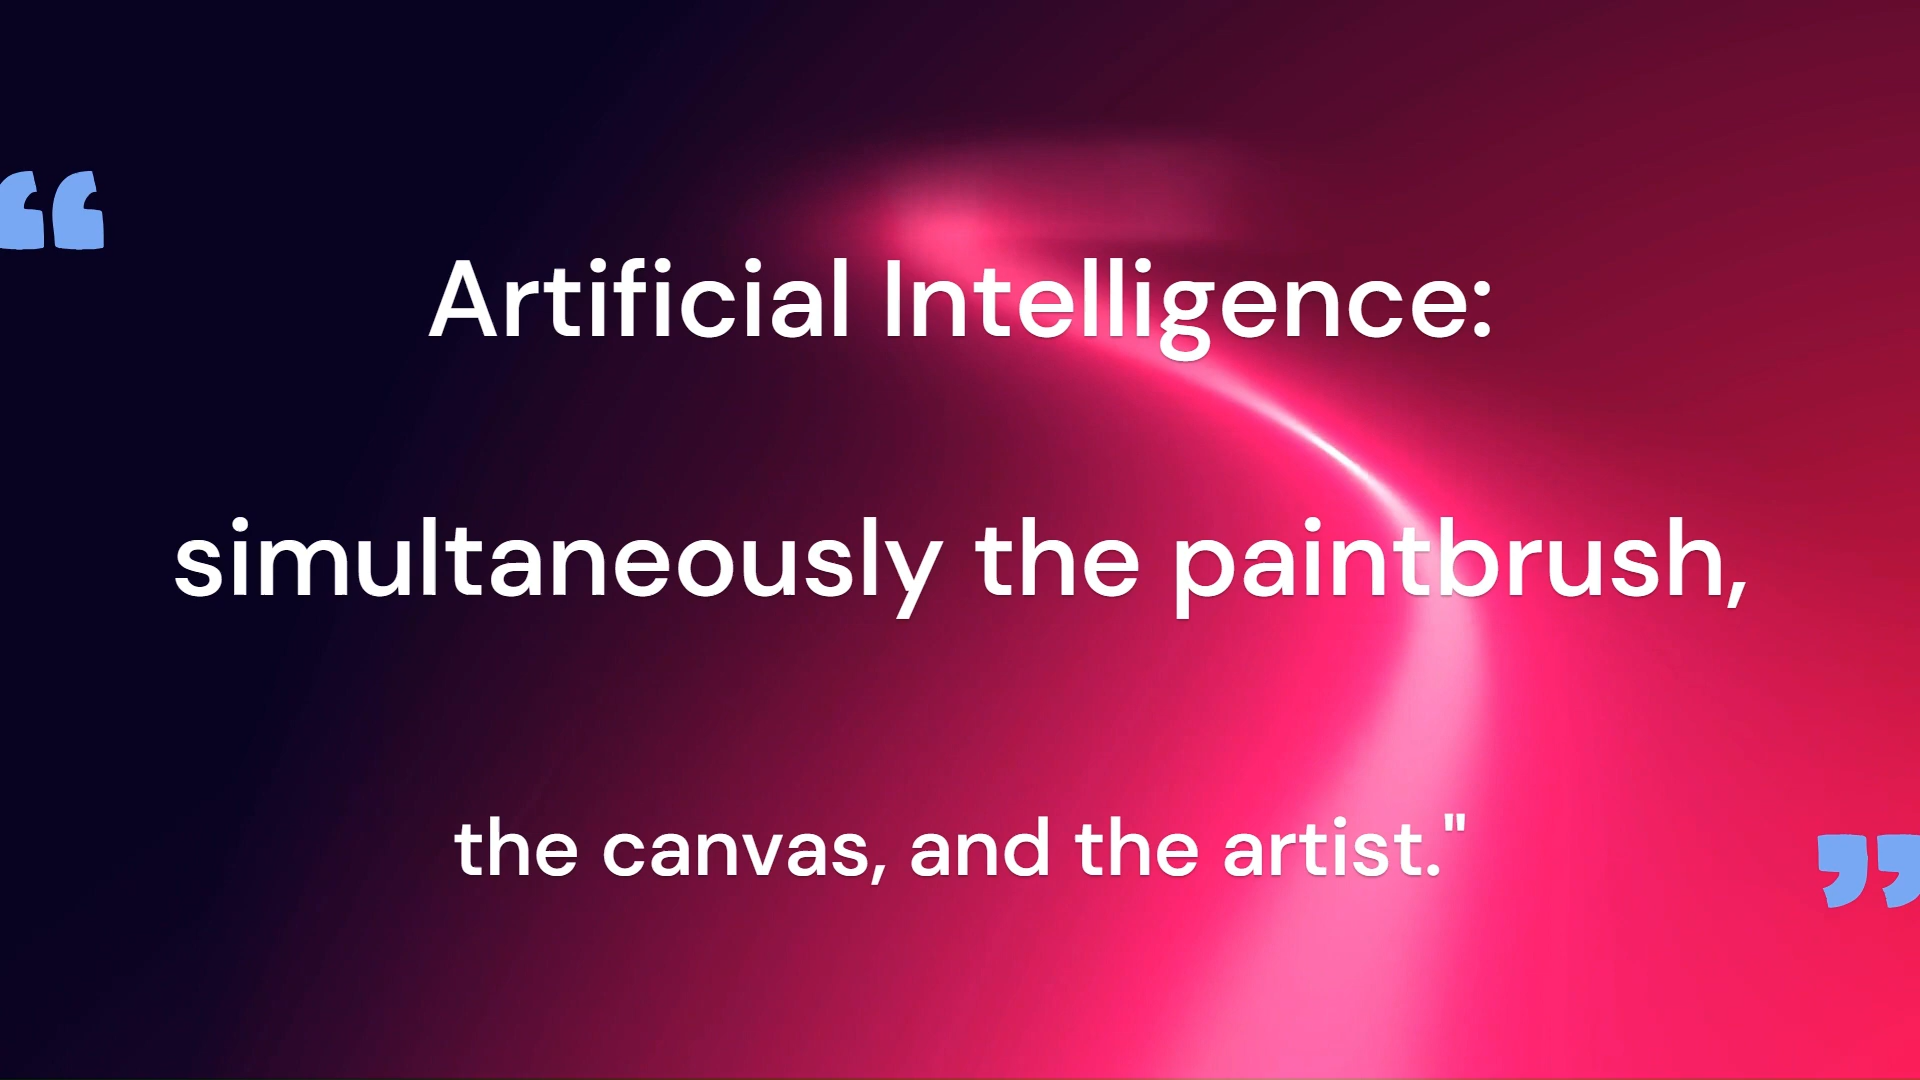 “
Artificial Intelligence:
simultaneously the paintbrush,
the canvas, and the artist."
”